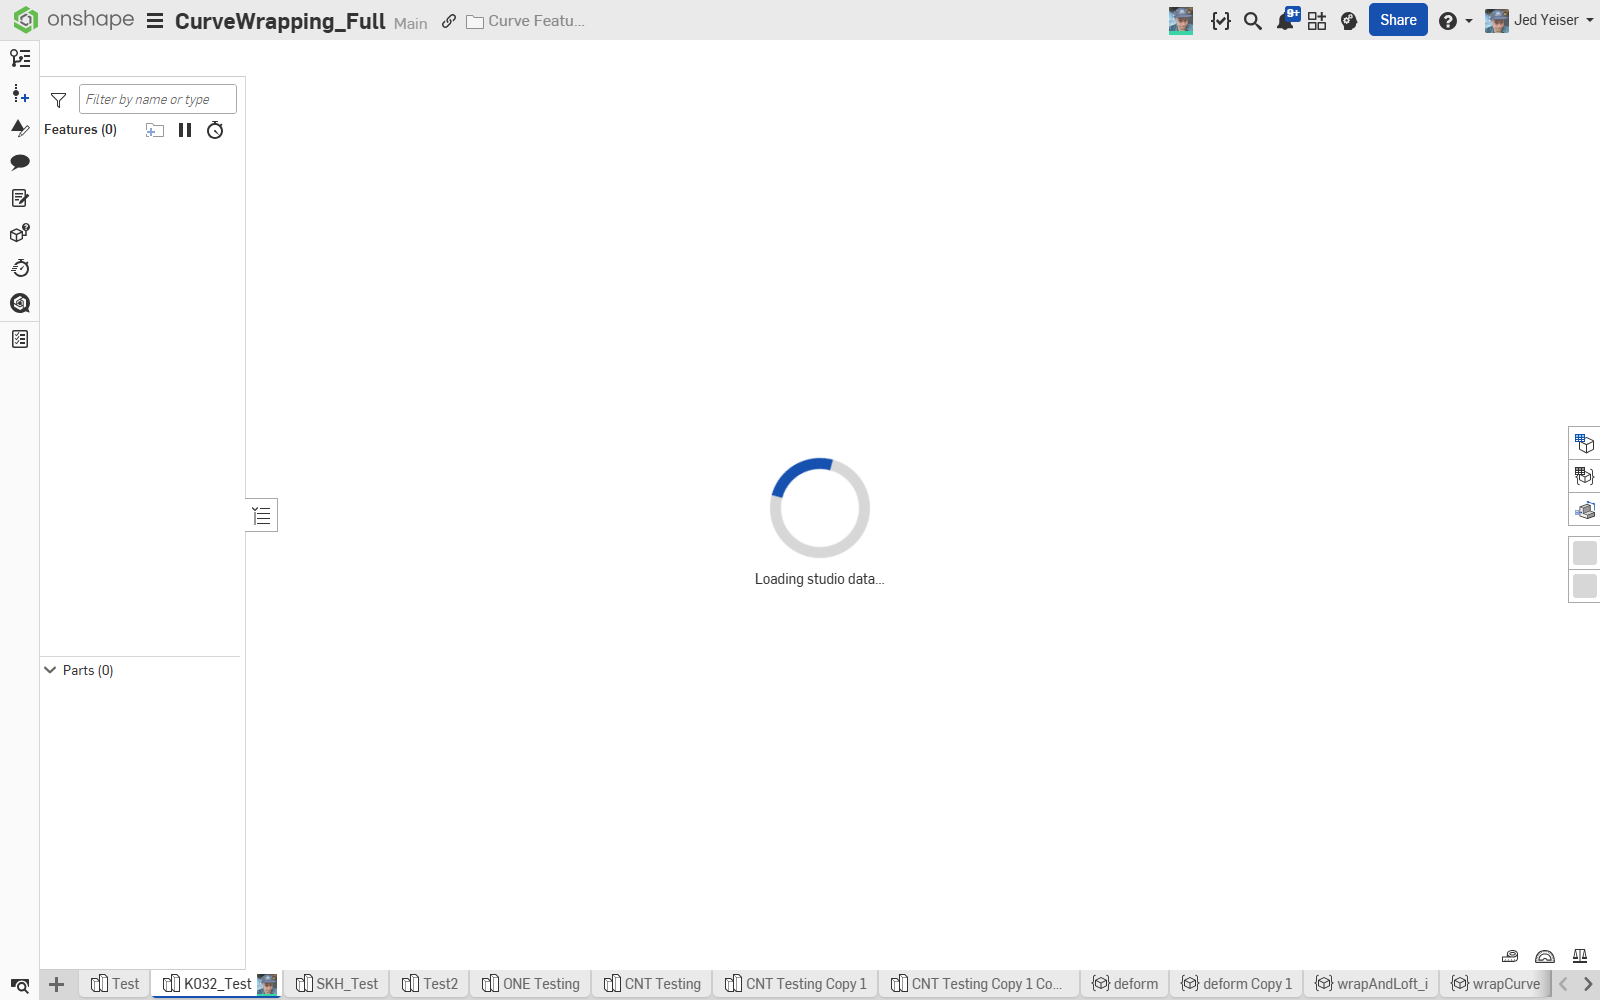 onshape CurveWrapping_Full Main Curve Featu... 9+ Share Jed Yeiser
Filter by name or type
Features (0)
Loading studio data...
Parts (0)
Test K032_Test SKH_Test Test2 ONE Testing CNT Testing CNT Testing Copy 1 CNT Testing Copy 1 Co... deform deform Copy 1 wrapAndLoft_i wrapCurve